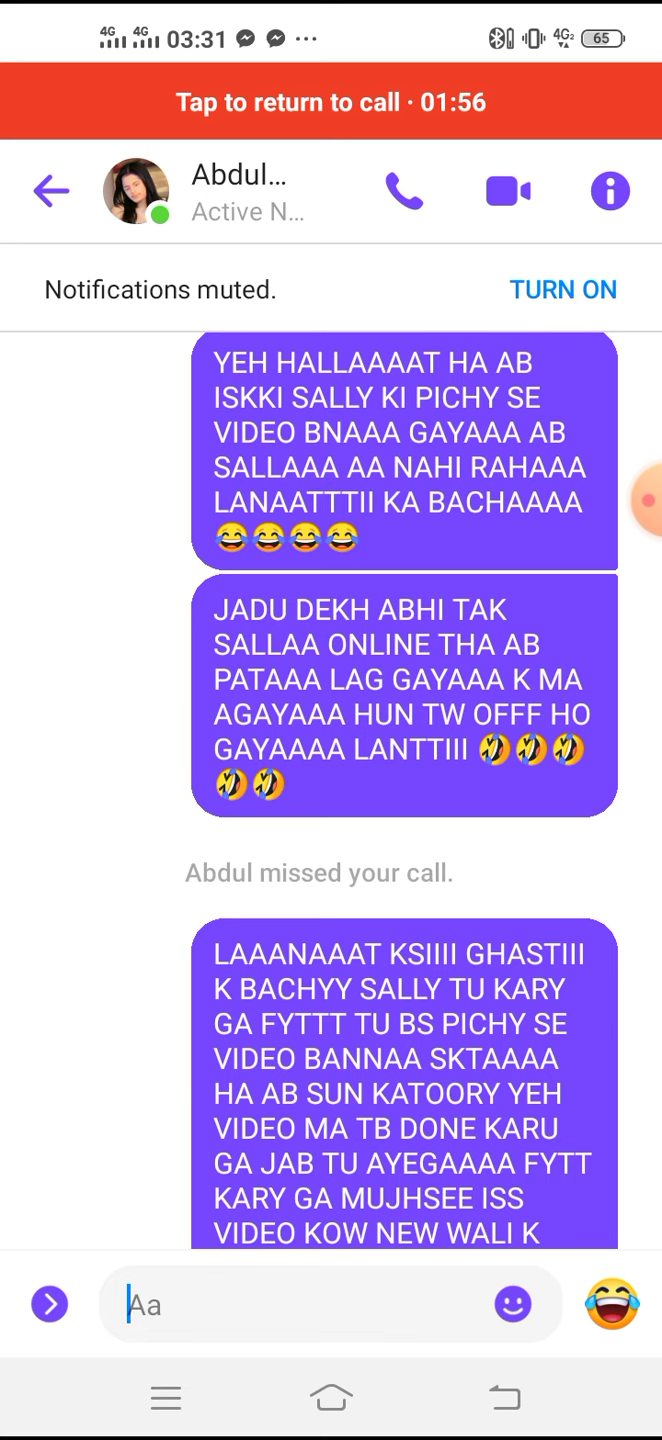 4G 4G 03:31 ... 4G2 65
Tap to return to call · 01:56
Abdul...
Active N...
Notifications muted. TURN ON
YEH HALLAAAAT HA AB
ISKKI SALLY KI PICHY SE
VIDEO BNAAA GAYAAA AB
SALLAAA AA NAHI RAHAAA
LANAATTTII KA BACHAAAA
😂😂😂😂
JADU DEKH ABHI TAK
SALLAA ONLINE THA AB
PATAAA LAG GAYAAA K MA
AGAYAAA HUN TW OFFF HO
GAYAAAA LANTTIII 🤣🤣🤣
🤣🤣
Abdul missed your call.
LAAANAAAT KSIIII GHASTIII
K BACHYY SALLY TU KARY
GA FYTTT TU BS PICHY SE
VIDEO BANNAA SKTAAAA
HA AB SUN KATOORY YEH
VIDEO MA TB DONE KARU
GA JAB TU AYEGAAAA FYTT
KARY GA MUJHSEE ISS
VIDEO KOW NEW WALI K
Aa